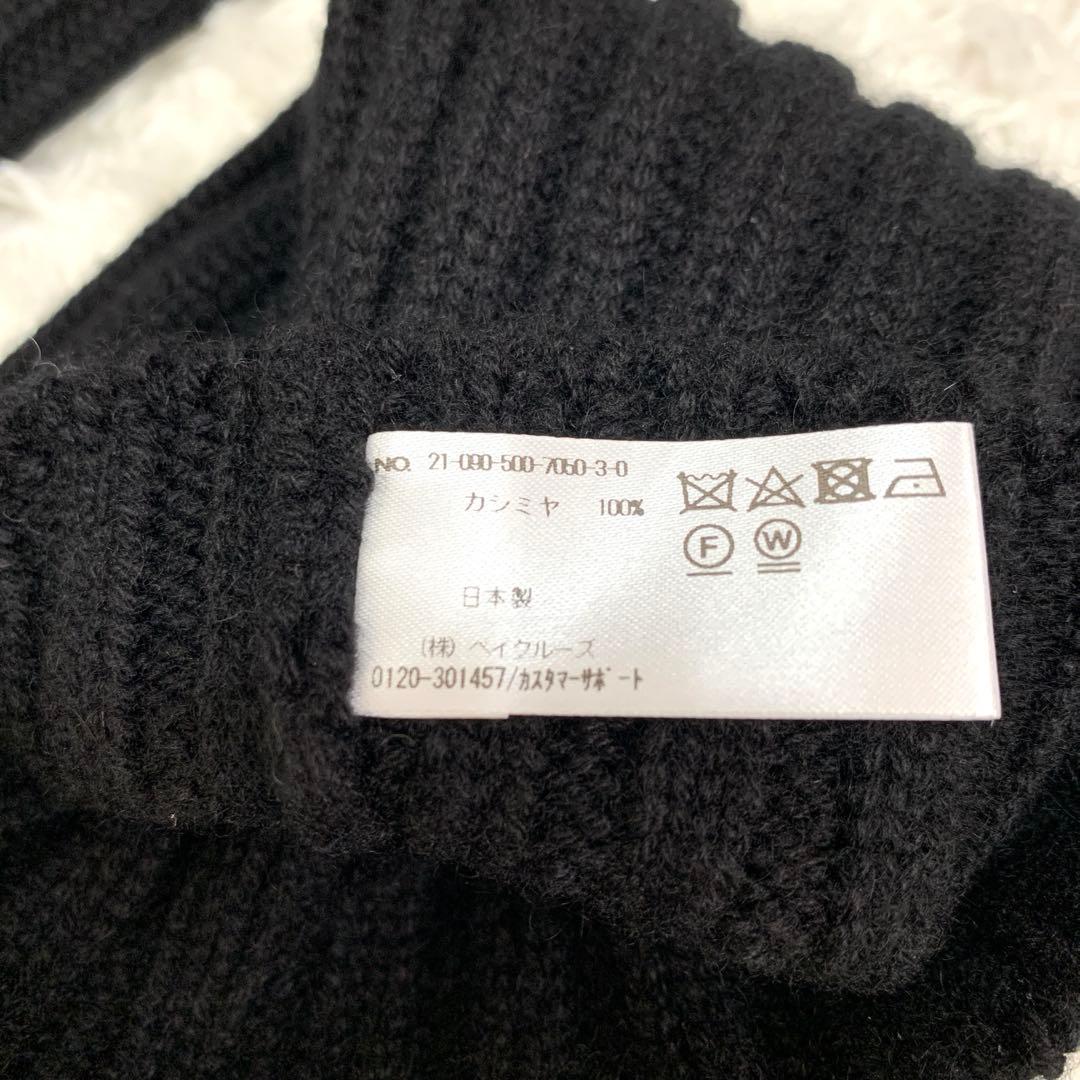 NO. 21-090-500-7050-3-0
カシミヤ 100%
F W
日本製
(株) ベイクルーズ
0120-301457/カスタマーサポート